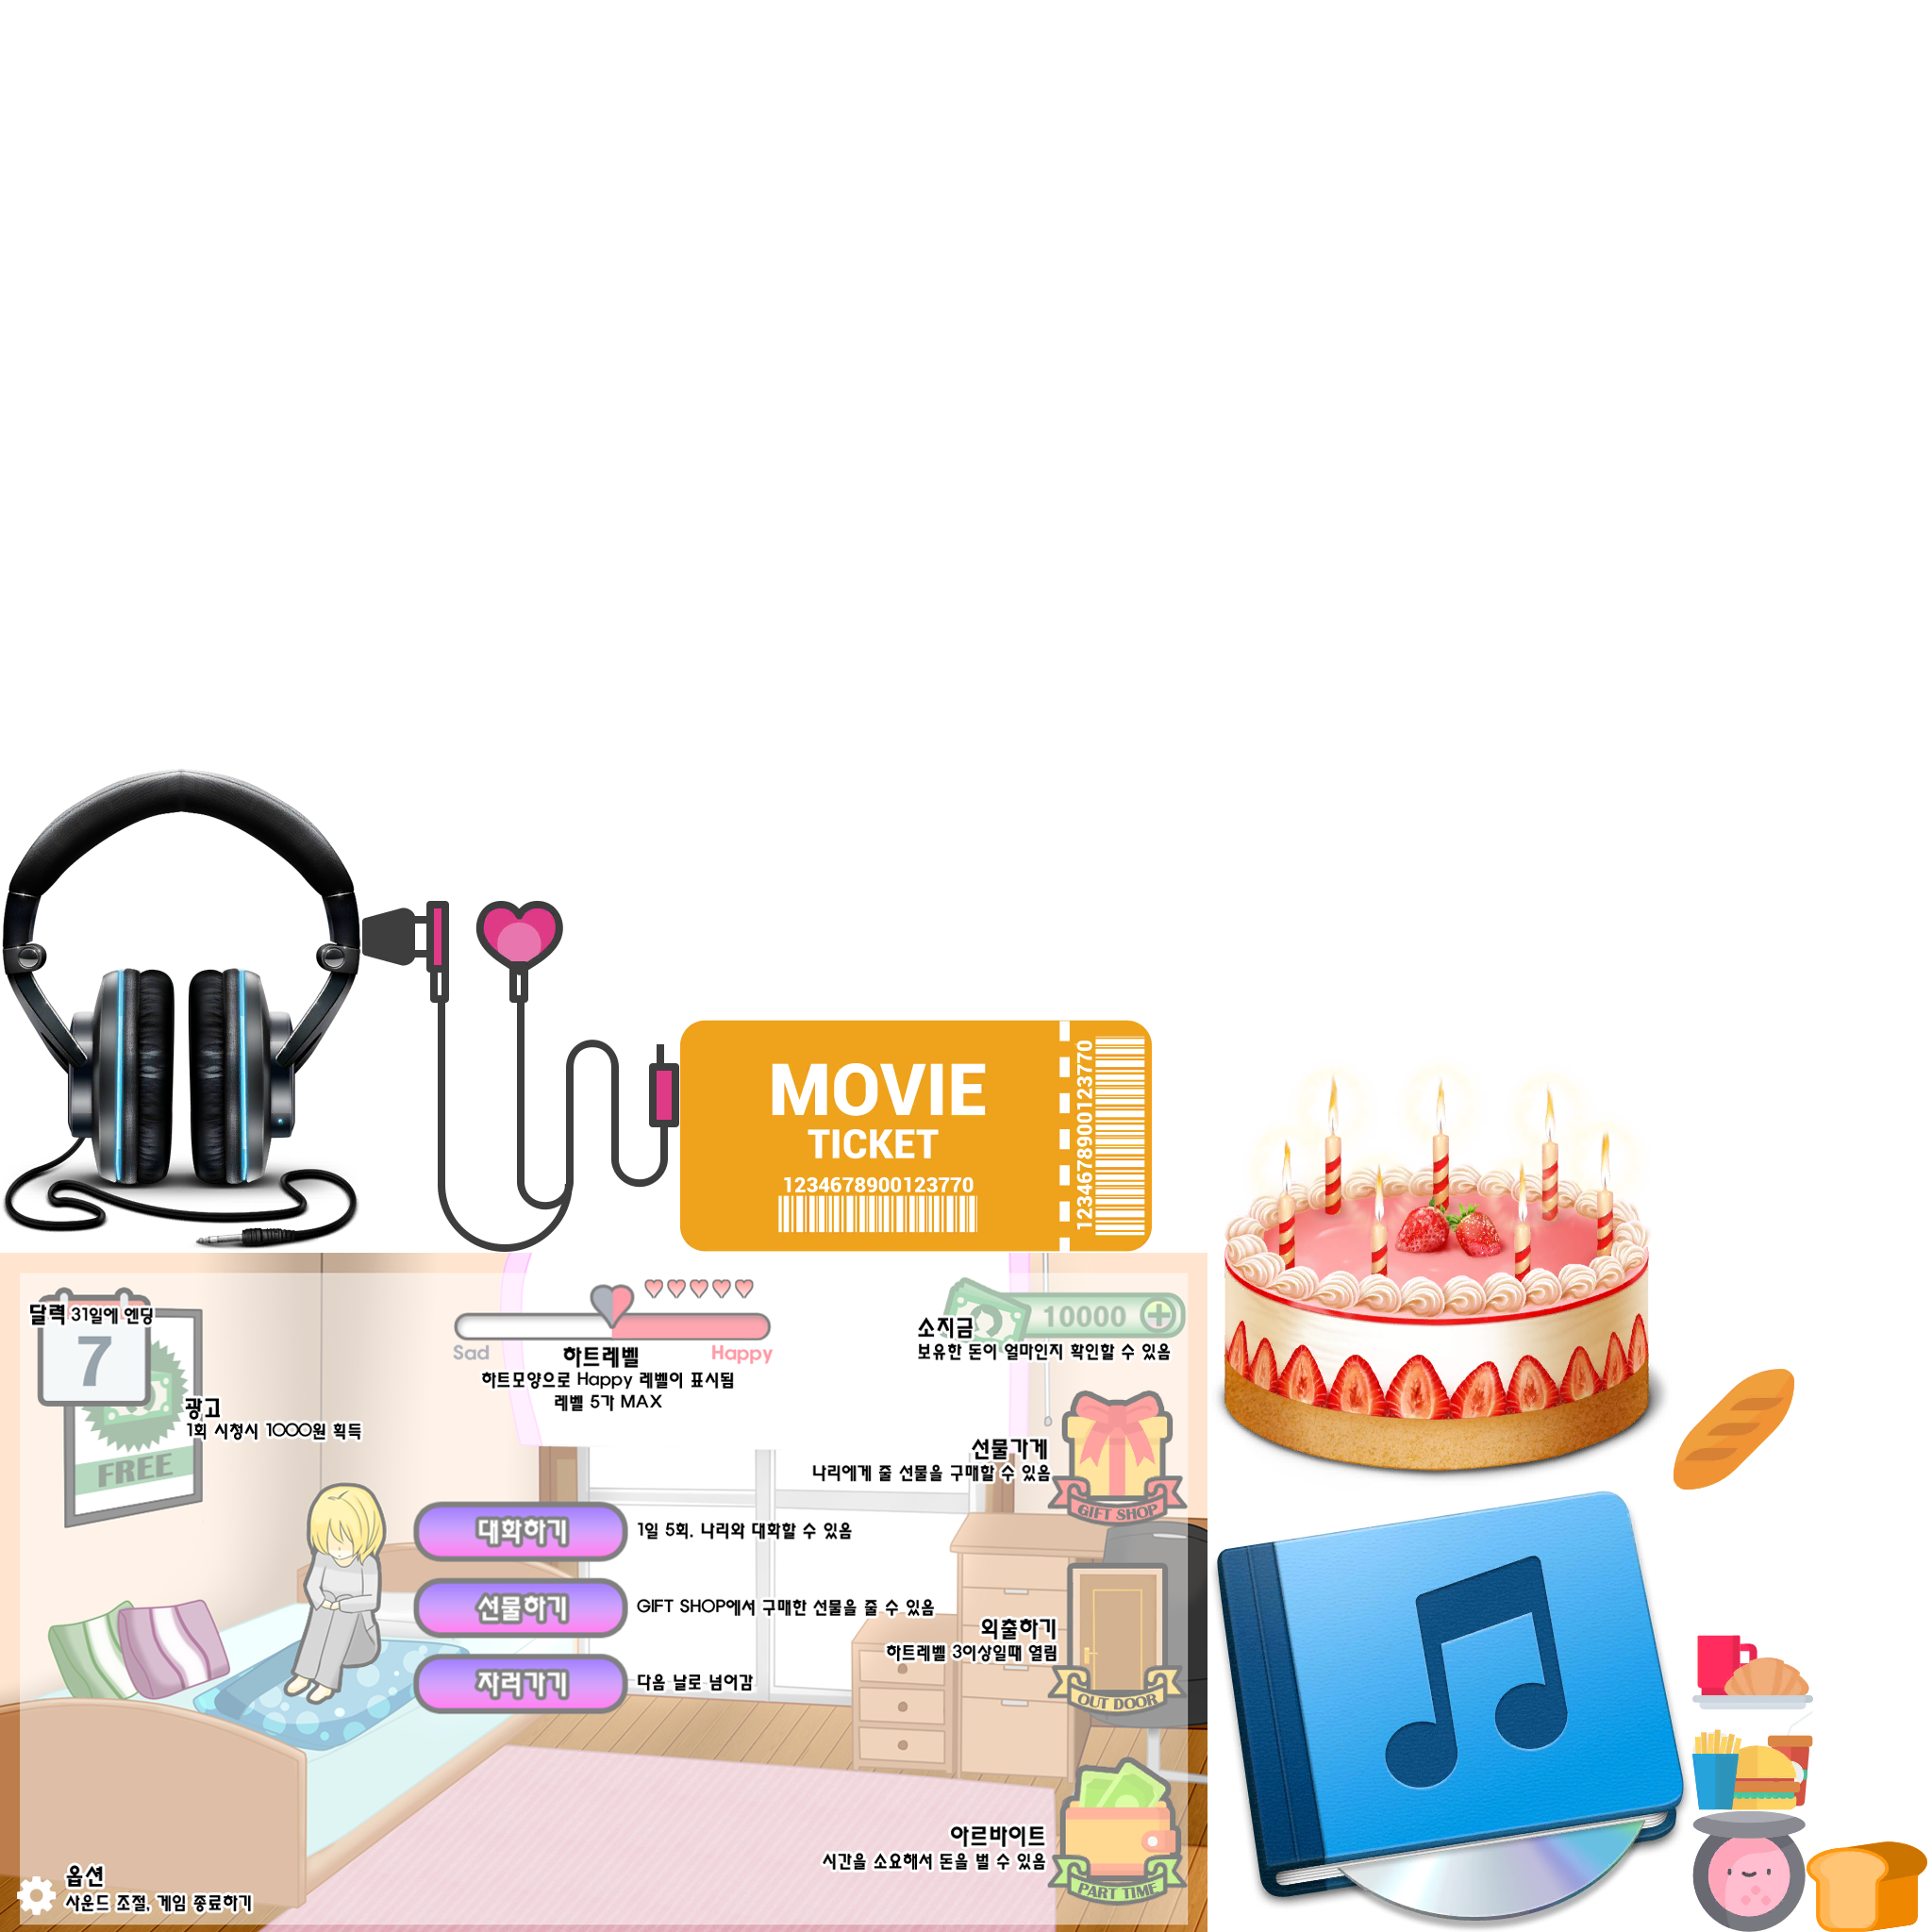 MOVIE
TICKET
1234678900123770
1234678900123770
달력 31일에 엔딩
7
광고
1회 시청시 1000원 획득
FREE
Sad
Happy
하트레벨
하트모양으로 Happy 레벨이 표시됨
레벨 5가 MAX
10000
소지금
보유한 돈이 얼마인지 확인할 수 있음
선물가게
나리에게 줄 선물을 구매할 수 있음
GIFT SHOP
대화하기
1일 5회. 나리와 대화할 수 있음
선물하기
GIFT SHOP에서 구매한 선물을 줄 수 있음
자러가기
다음 날로 넘어감
외출하기
하트레벨 3이상일때 열림
OUT DOOR
아르바이트
시간을 소요해서 돈을 벌 수 있음
PART TIME
옵션
사운드 조절, 게임 종료하기